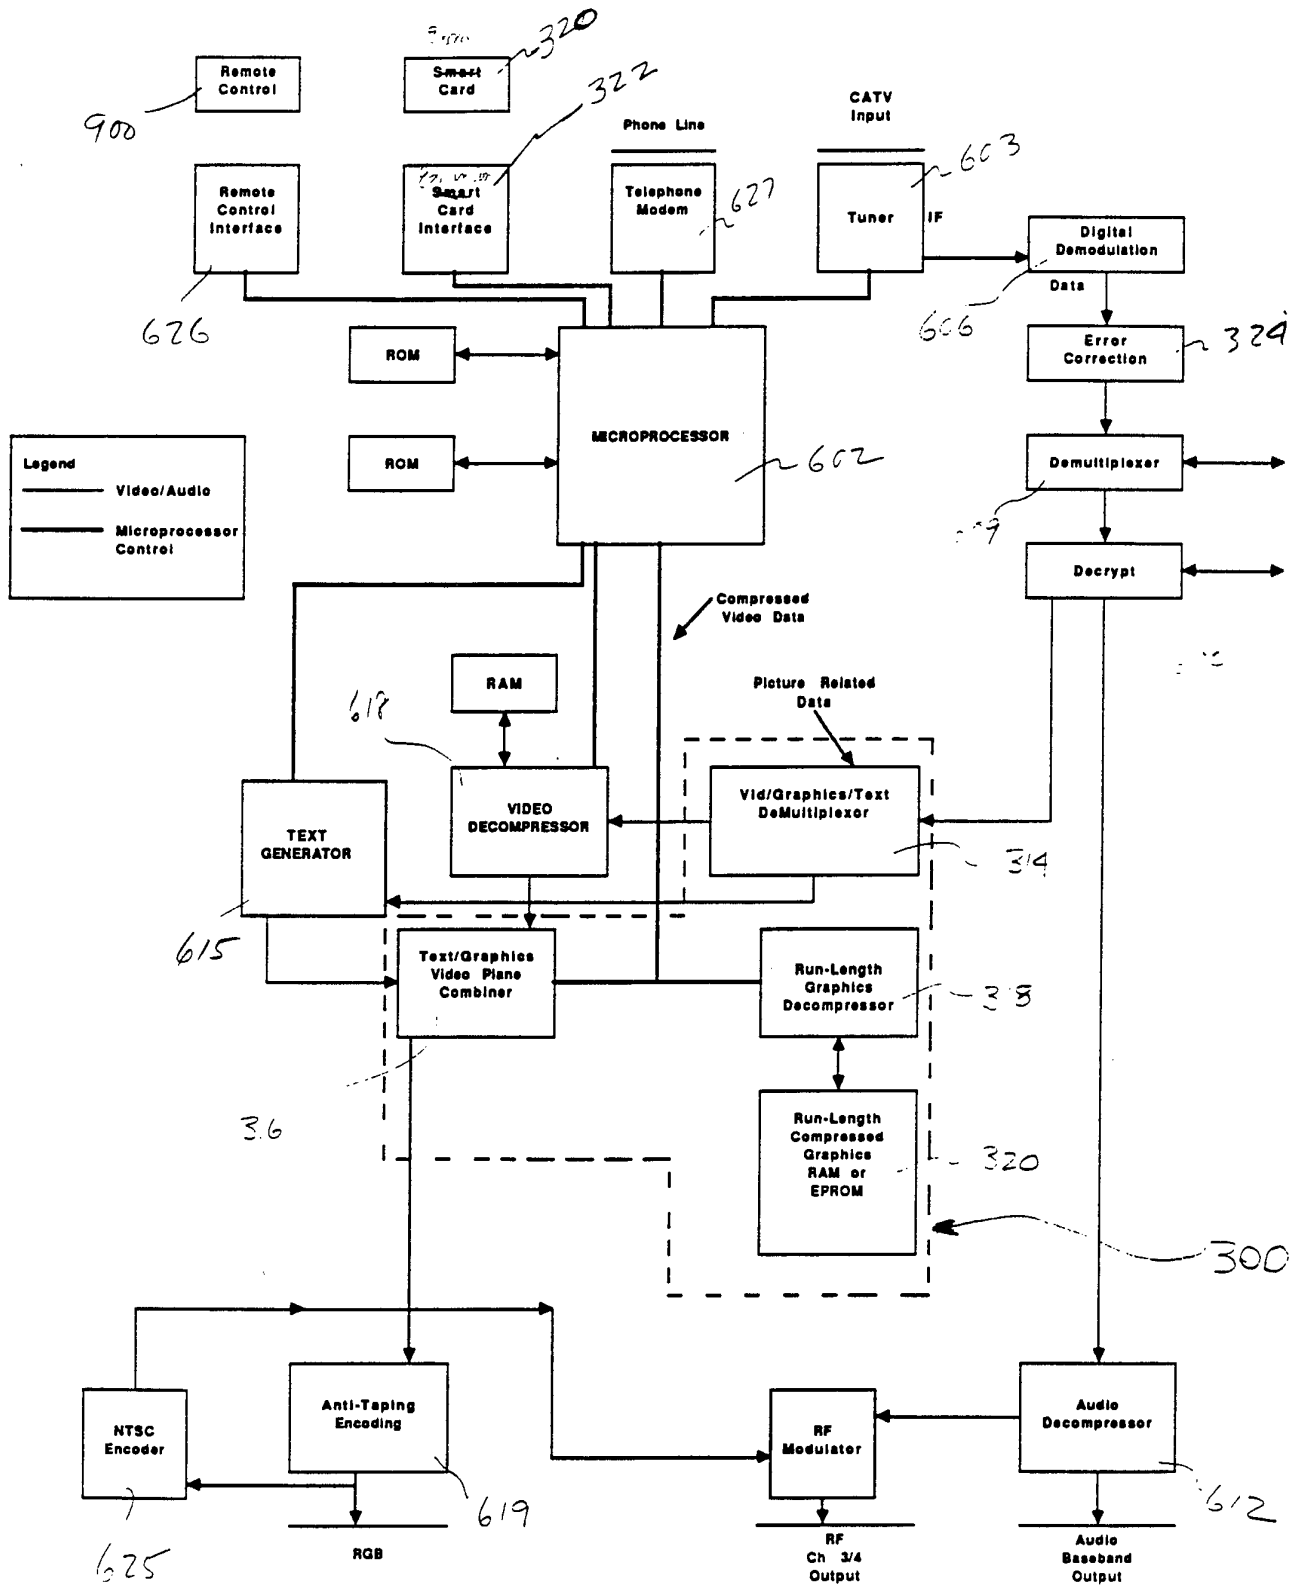 320
Remote
Control
Smart
Card
322
900
CATV
Input
Phone Line
603
Remote
Control
Interface
Smart
Card
Interface
Telephone
Modem
627
Tuner
IF
Digital
Demodulation
Data
626
606
ROM
Error
Correction
324
MICROPROCESSOR
602
ROM
Demultiplexer
Legend
Video/Audio
Microprocessor
Control
Decrypt
Compressed
Video Data
RAM
618
Picture Related
Data
Vid/Graphics/Text
DeMultiplexor
VIDEO
DECOMPRESSOR
TEXT
GENERATOR
314
615
Text/Graphics
Video Plane
Combiner
Run-Length
Graphics
Decompressor
318
Run-Length
Compressed
Graphics
RAM or
EPROM
320
300
NTSC
Encoder
Anti-Taping
Encoding
RF
Modulator
Audio
Decompressor
619
612
625
RGB
RF
Ch 3/4
Output
Audio
Baseband
Output